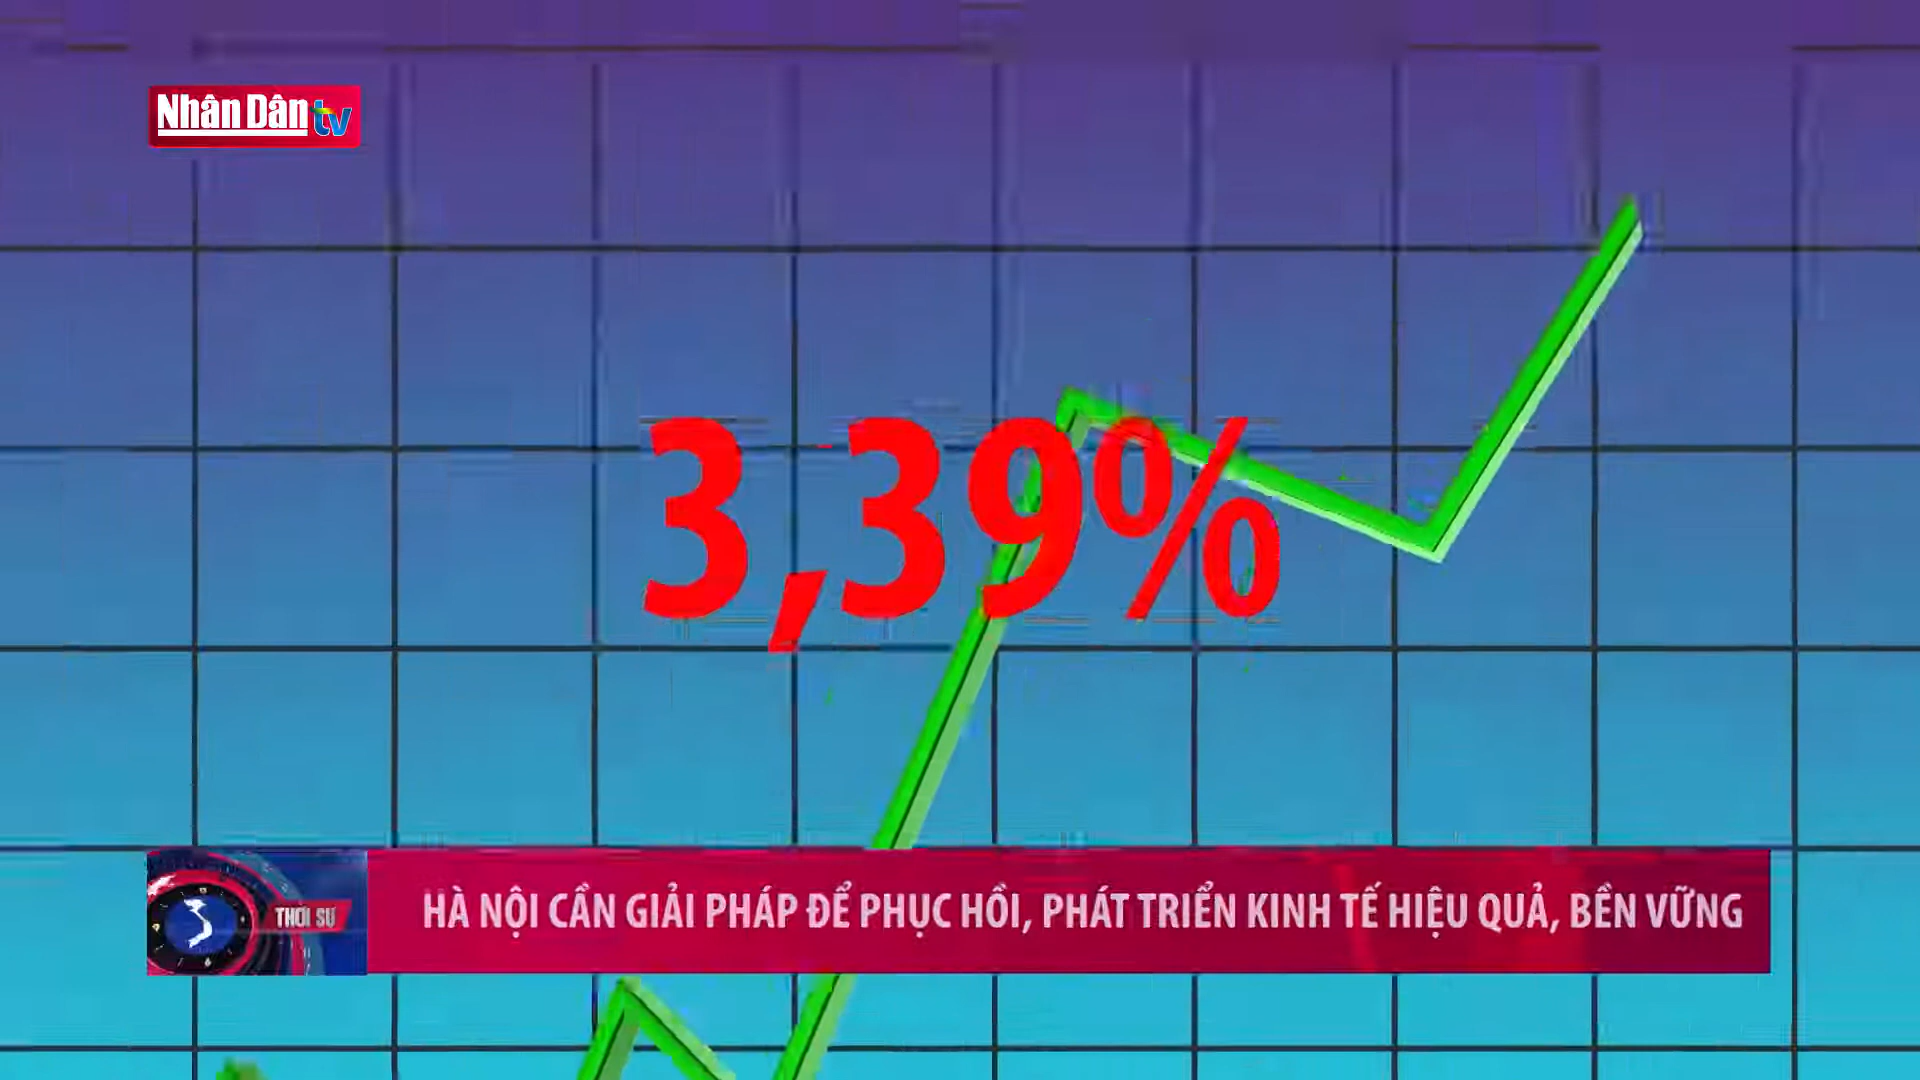 Nhân Dân tv
3,39%
THỜI SỰ
HÀ NỘI CẦN GIẢI PHÁP ĐỂ PHỤC HỒI, PHÁT TRIỂN KINH TẾ HIỆU QUẢ, BỀN VỮNG